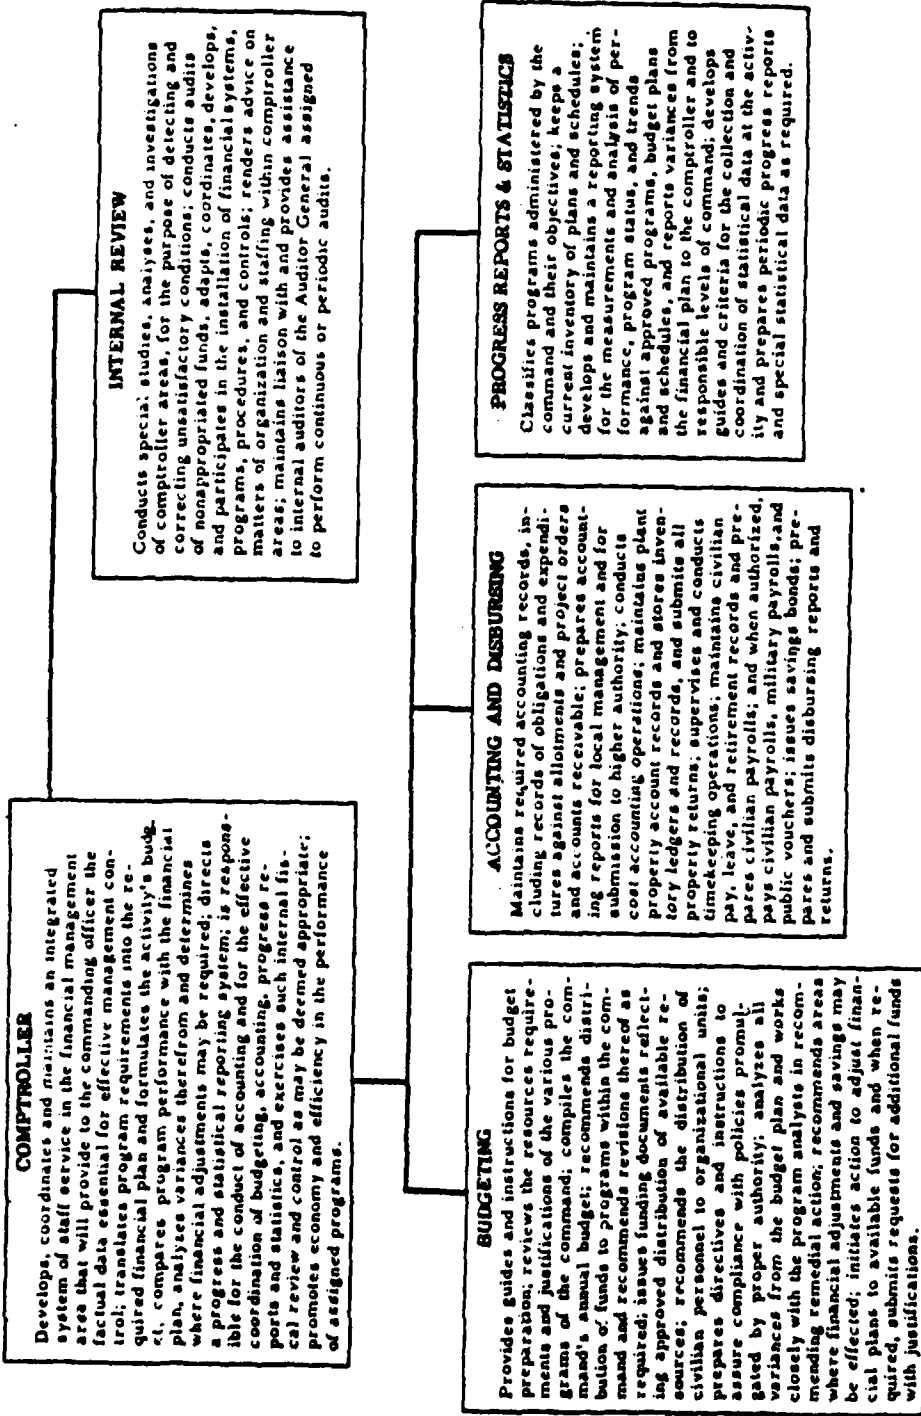 COMPTROLLER
Develops, coordinates and maintains an integrated
system of staff service in the financial management
area that will provide to the commanding officer the
factual data essential for effective management con-
trol; translates program requirements into the re-
quired financial plan and formulates the activity's budg-
et, compares program performance with the financial
plan, analyses variances therefrom and determines
where financial adjustments may be required; directs
a progress and statistical reporting system; is respons-
ible for the conduct of accounting and for the effective
coordination of budgeting, accounting, progress re-
ports and statistics, and exercises such internal fis-
cal review and control as may be deemed appropriate;
promotes economy and efficiency in the performance
of assigned programs.
INTERNAL REVIEW
Conducts special studies, analyses, and investigations
of comptroller areas, for the purpose of detecting and
correcting unsatisfactory conditions; conducts audits
of nonappropriated funds, adapts, coordinates, develops,
and participates in the installation of financial systems,
programs, procedures, and controls; renders advice on
matters of organization and staffing within comptroller
areas; maintains liaison with and provides assistance
to internal auditors of the Auditor General assigned
to perform continuous or periodic audits.
BUDGETING
Provides guides and instructions for budget
preparation; reviews the resources require-
ments and justifications of the various pro-
grams of the command; compiles the com-
mand's annual budget; recommends distri-
bution of funds to programs within the com-
mand and recommends revisions thereof as
required; issues funding documents reflect-
ing approved distribution of available re-
sources; recommends the distribution of
civilian personnel to organizational units;
prepares directives and instructions to
assure compliance with policies promul-
gated by proper authority; analyzes all
variances from the budget plan and works
closely with the program analysts in recom-
mending remedial action; recommends areas
where financial adjustments and savings may
be effected; initiates action to adjust finan-
cial plans to available funds and when re-
quired, submits requests for additional funds
with justifications.
ACCOUNTING AND DISBURSING
Maintains required accounting records, in-
cluding records of obligations and expendi-
tures against allotments and project orders
and accounts receivable; prepares account-
ing reports for local management and for
submission to higher authority; conducts
cost accounting operations; maintains plant
property account records and stores inven-
tory ledgers and records, and submits all
property returns; supervises and conducts
timekeeping operations; maintains civilian
pay, leave, and retirement records and pre-
pares civilian payrolls; and when authorized,
pays civilian payrolls, military payrolls, and
public vouchers; issues savings bonds; pre-
pares and submits disbursing reports and
returns.
PROGRESS REPORTS & STATISTICS
Classifies programs administered by the
command and their objectives; keeps a
current inventory of plans and schedules;
develops and maintains a reporting system
for the measurements and analysis of per-
formance, program status, and trends
against approved programs, budget plans
and schedules, and reports variances from
the financial plan to the comptroller and to
responsible levels of command; develops
guides and criteria for the collection and
coordination of statistical data at the activ-
ity and prepares periodic progress reports
and special statistical data as required.